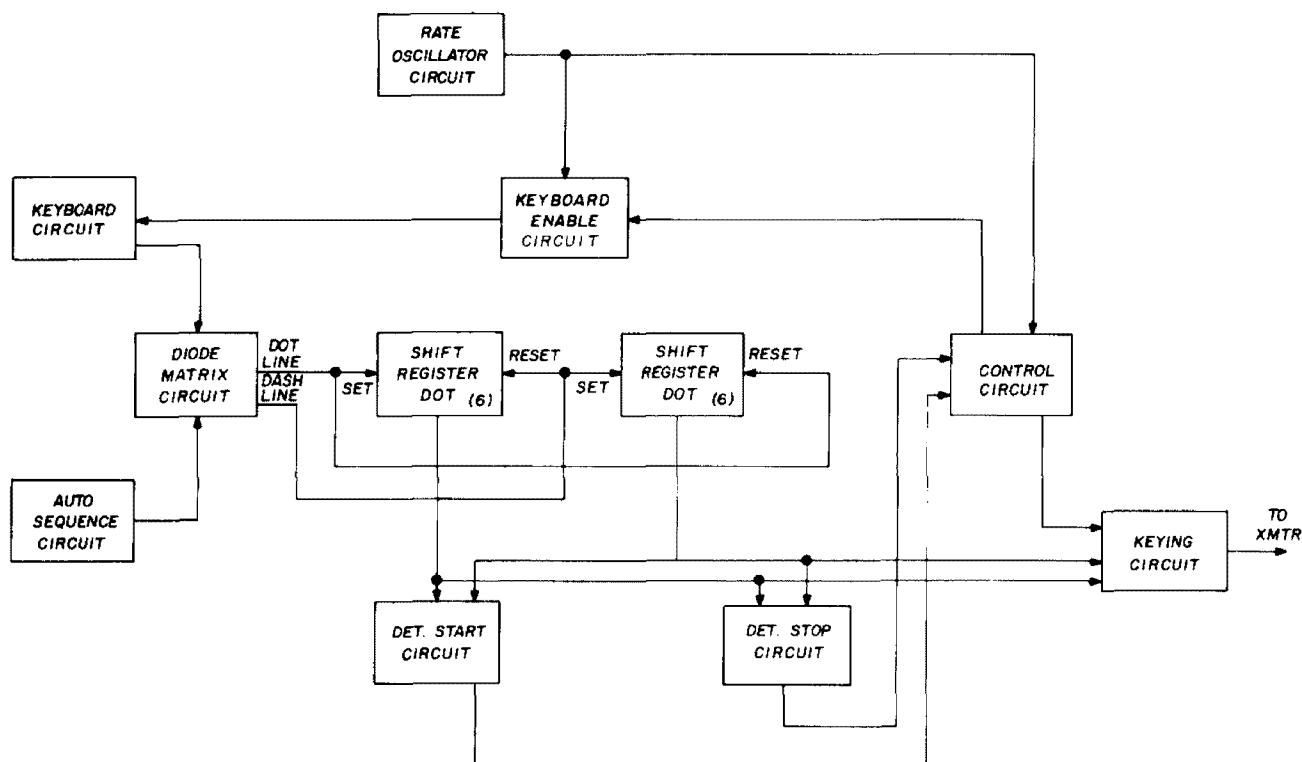 RATE
OSCILLATOR
CIRCUIT
KEYBOARD
CIRCUIT
KEYBOARD
ENABLE
CIRCUIT
DIODE
MATRIX
CIRCUIT
DOT
LINE
DASH
LINE
SET
SHIFT
REGISTER
DOT (6)
RESET
SET
SHIFT
REGISTER
DOT (6)
RESET
CONTROL
CIRCUIT
AUTO
SEQUENCE
CIRCUIT
KEYING
CIRCUIT
TO
XMTR
DET. START
CIRCUIT
DET. STOP
CIRCUIT